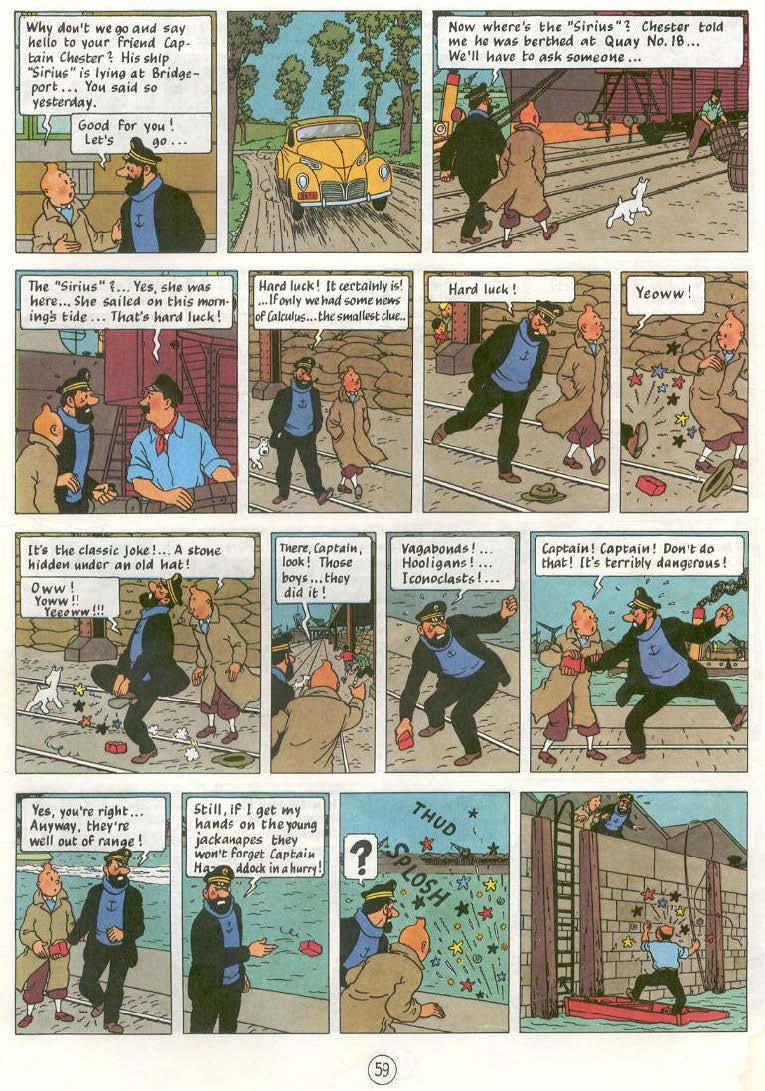 Why don't we go and say
hello to your friend Cap-
tain Chester? His ship
"Sirius" is lying at Bridge-
port... You said so
yesterday.
Good for you!
Let's go...
Now where's the "Sirius"? Chester told
me he was berthed at Quay No. 18...
We'll have to ask someone...
The "Sirius"?... Yes, she was
here... She sailed on this morn-
ing's tide... That's hard luck!
Hard luck! It certainly is!
...If only we had some news
of Calculus...the smallest clue..
Hard luck!
Yeoww!
It's the classic joke!... A stone
hidden under an old hat!
Oww!
Yoww!!
Yeeoww!!!
There, Captain,
look! Those
boys...they
did it!
Vagabonds!...
Hooligans!...
Iconoclasts!...
Captain! Captain! Don't do
that! It's terribly dangerous!
Yes, you're right...
Anyway, they're
well out of range!
Still, if I get my
hands on the young
jackanapes they
won't forget Captain
Haddock in a hurry!
?
THUD
SPLOSH
59